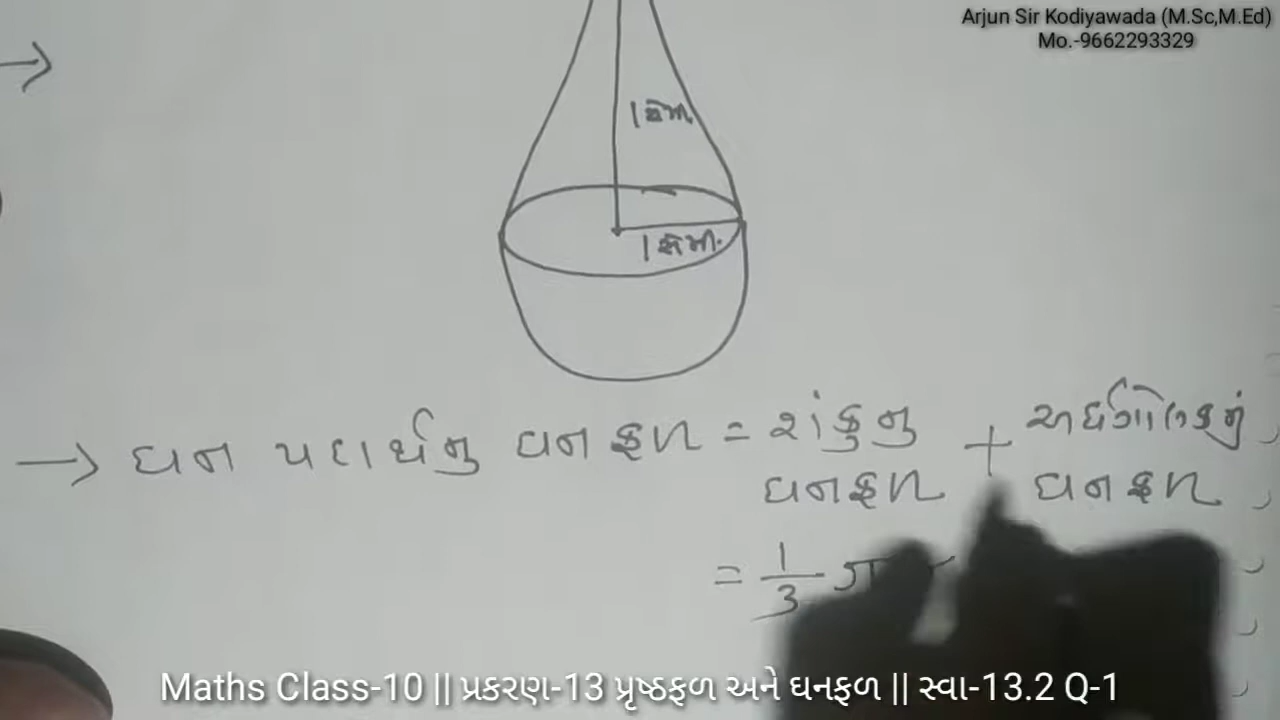 Arjun Sir Kodiyawada (M.Sc,M.Ed)
Mo.-9662293329
1 સેમી.
1 સેમી.
ઘન પદાર્થનુ ઘનફળ = શંકુનુ ઘનફળ + અર્ધગોલકનું ઘનફળ
= 1/3 π
Maths Class-10 || પ્રકરણ-13 પૃષ્ઠફળ અને ઘનફળ || સ્વા-13.2 Q-1